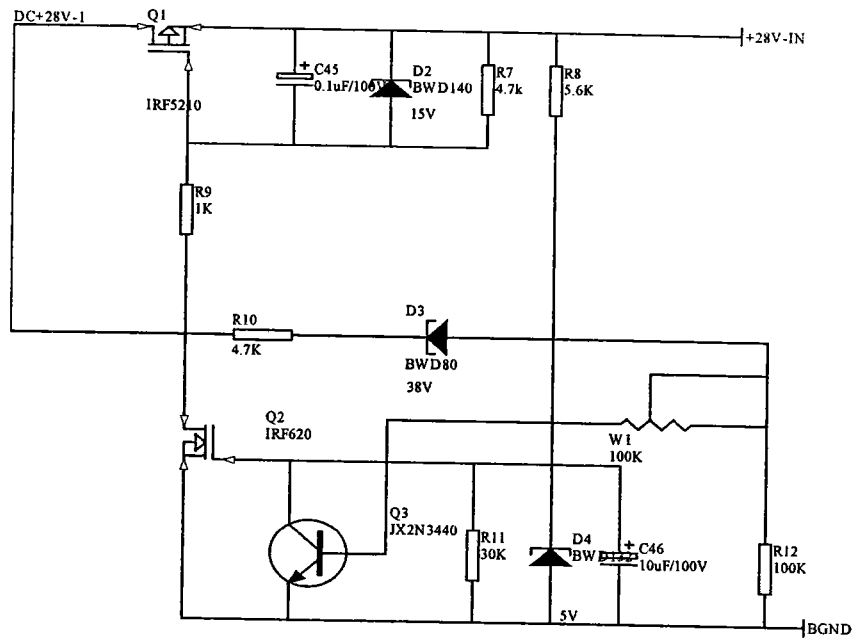 Q1
DC+28V-1
+28V-IN
C45
0.1uF/100V
D2
BWD140
15V
R7
4.7k
R8
5.6K
IRF5210
R9
1K
R10
4.7K
D3
BWD80
38V
Q2
IRF620
W1
100K
Q3
JX2N3440
R11
30K
D4
5V
C46
10uF/100V
R12
100K
BGND